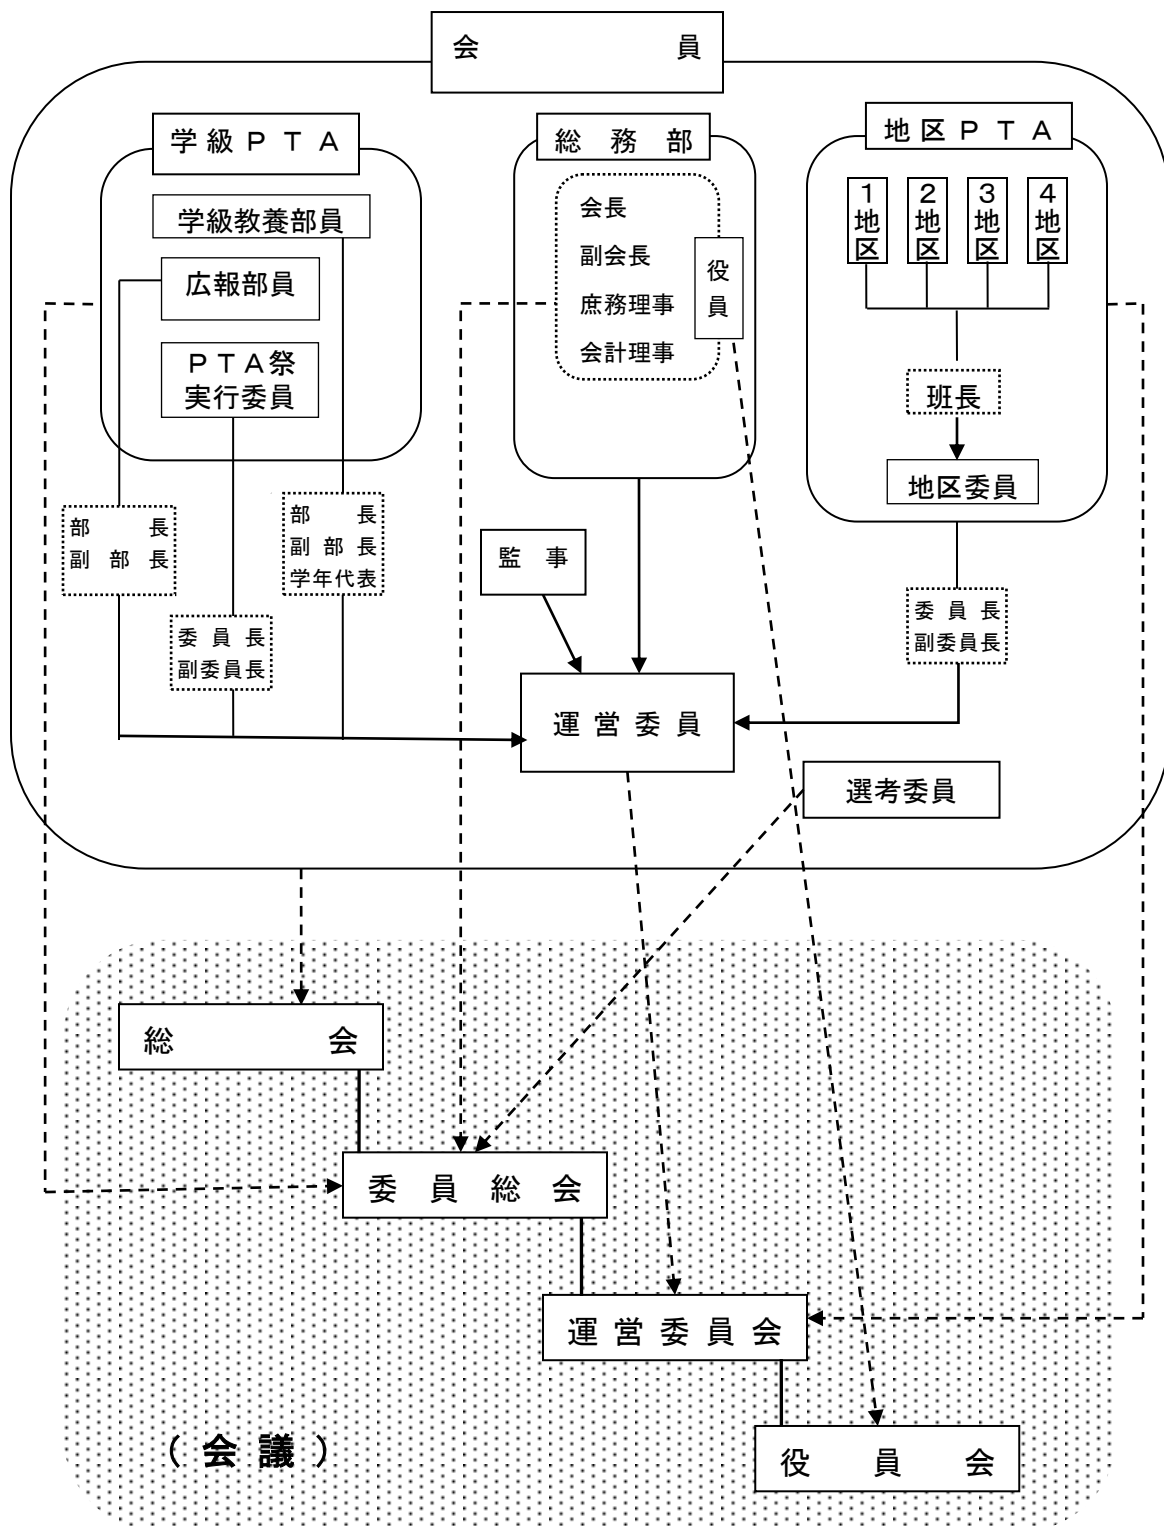 会員
学級ＰＴＡ
総務部
地区ＰＴＡ
学級教養部員
広報部員
ＰＴＡ祭
実行委員
会長
副会長
庶務理事
会計理事
役員
１地区
２地区
３地区
４地区
班長
地区委員
部長
副部長
部長
副部長
学年代表
委員長
副委員長
監事
委員長
副委員長
運営委員
選考委員
総会
委員総会
運営委員会
役員会
（会議）